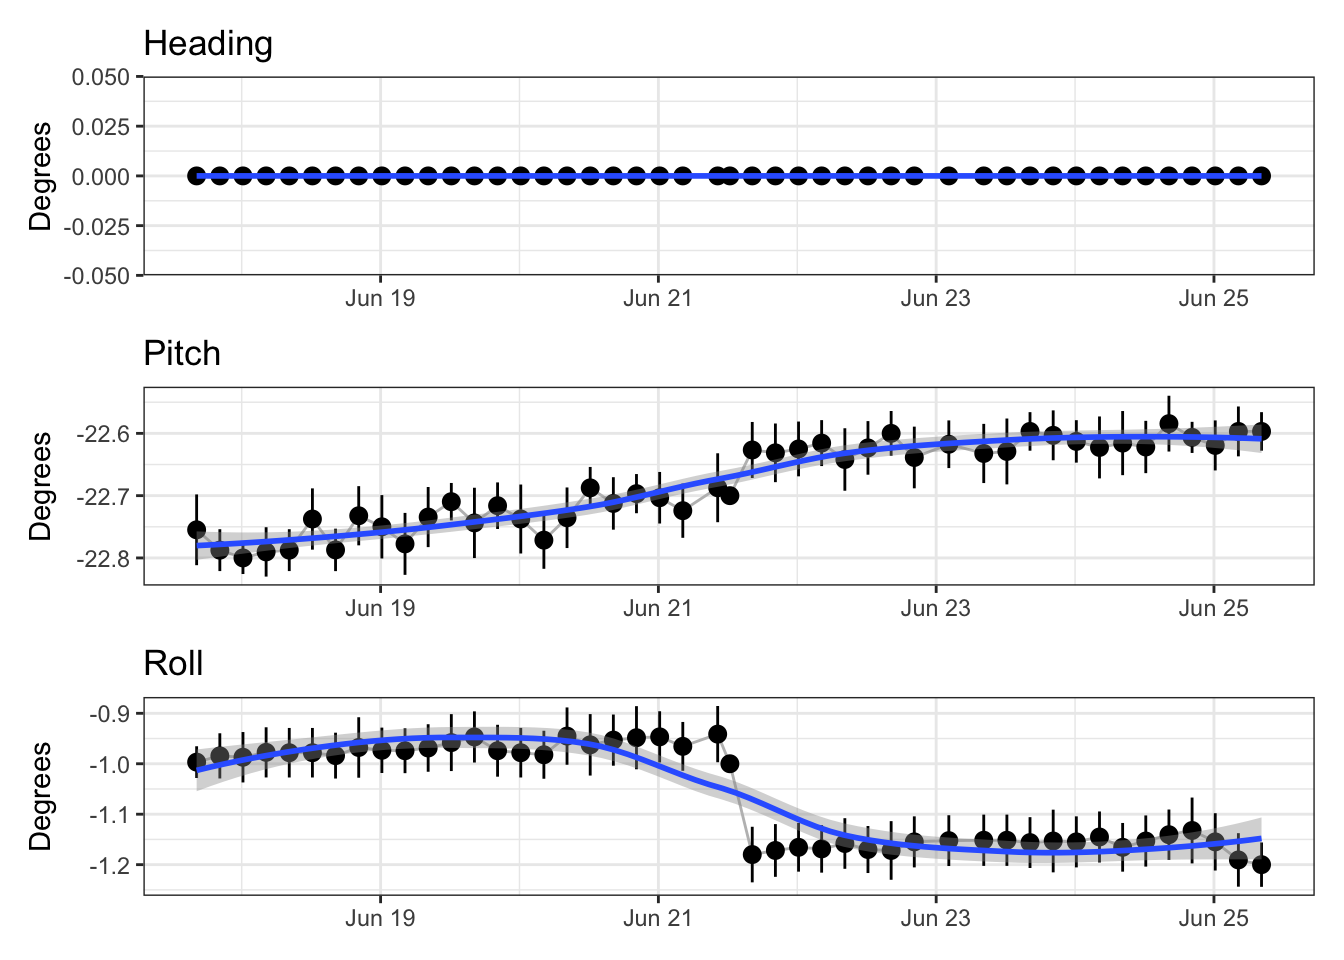 Heading
Degrees
0.050
0.025
0.000
-0.025
-0.050
Jun 19 Jun 21 Jun 23 Jun 25
Pitch
Degrees
-22.6
-22.7
-22.8
Jun 19 Jun 21 Jun 23 Jun 25
Roll
Degrees
-0.9
-1.0
-1.1
-1.2
Jun 19 Jun 21 Jun 23 Jun 25